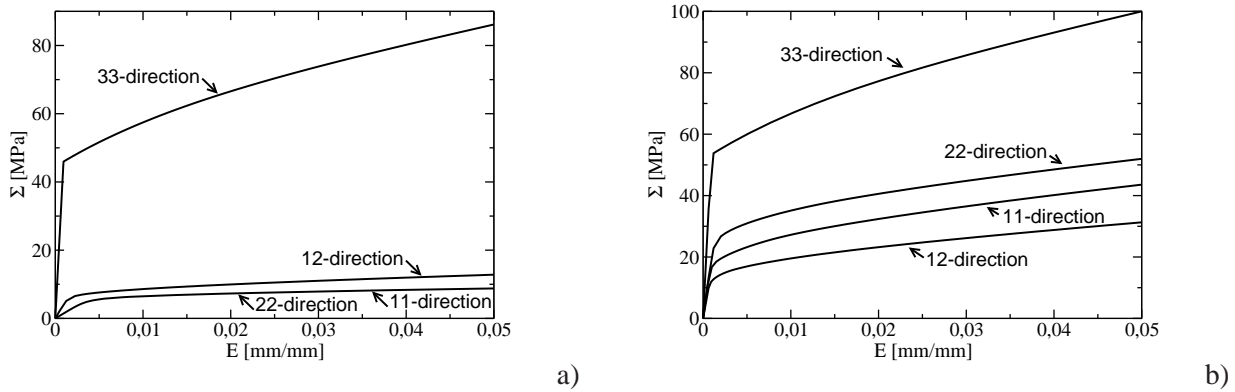 80
60
40
20
0
Σ [MPa]
33-direction
12-direction
22-direction
11-direction
0
0,01
0,02
0,03
0,04
0,05
E [mm/mm]
a)
100
80
60
40
20
0
Σ [MPa]
33-direction
22-direction
11-direction
12-direction
0
0,01
0,02
0,03
0,04
0,05
E [mm/mm]
b)